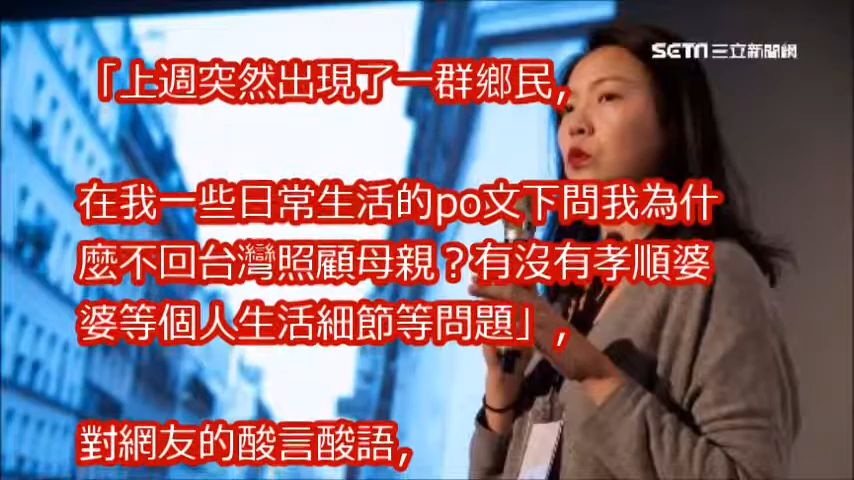 SETN三立新聞網
「上週突然出現了一群鄉民，
在我一些日常生活的po文下問我為什
麼不回台灣照顧母親？有沒有孝順婆
婆等個人生活細節等問題」，
對網友的酸言酸語，